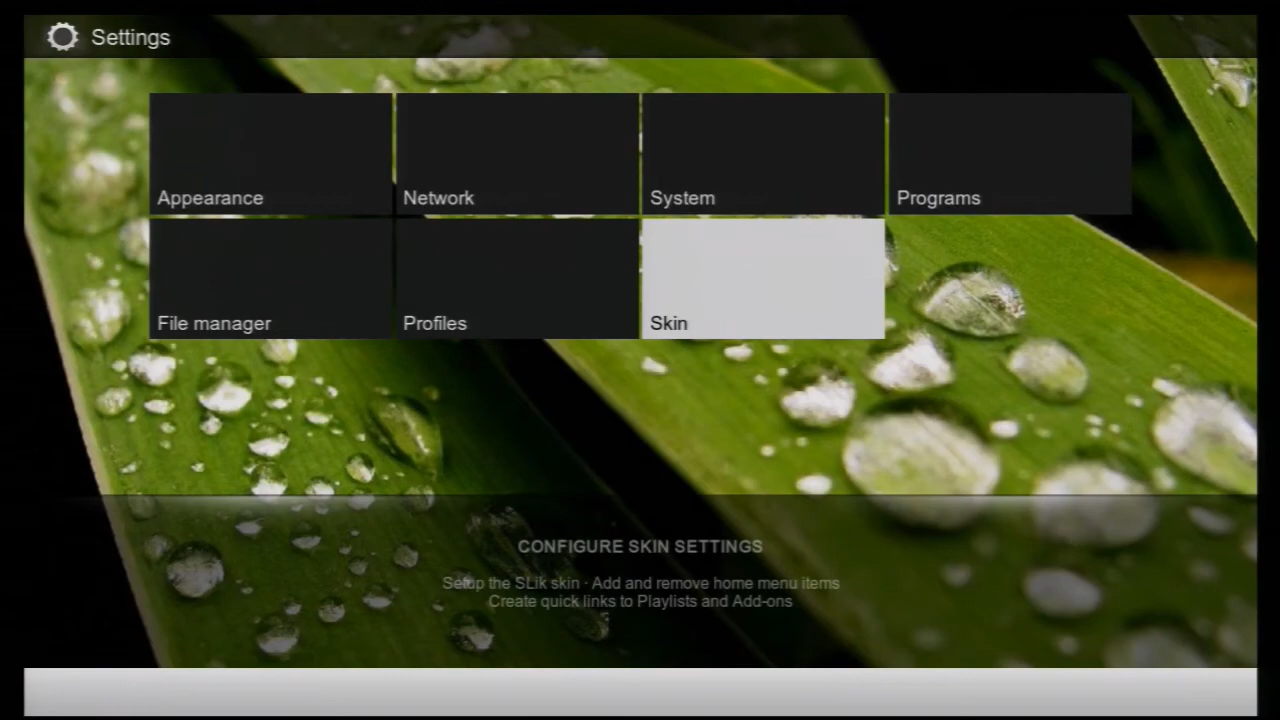 Settings
Appearance
Network
System
Programs
File manager
Profiles
Skin
CONFIGURE SKIN SETTINGS
Setup the SLik skin · Add and remove home menu items
Create quick links to Playlists and Add-ons